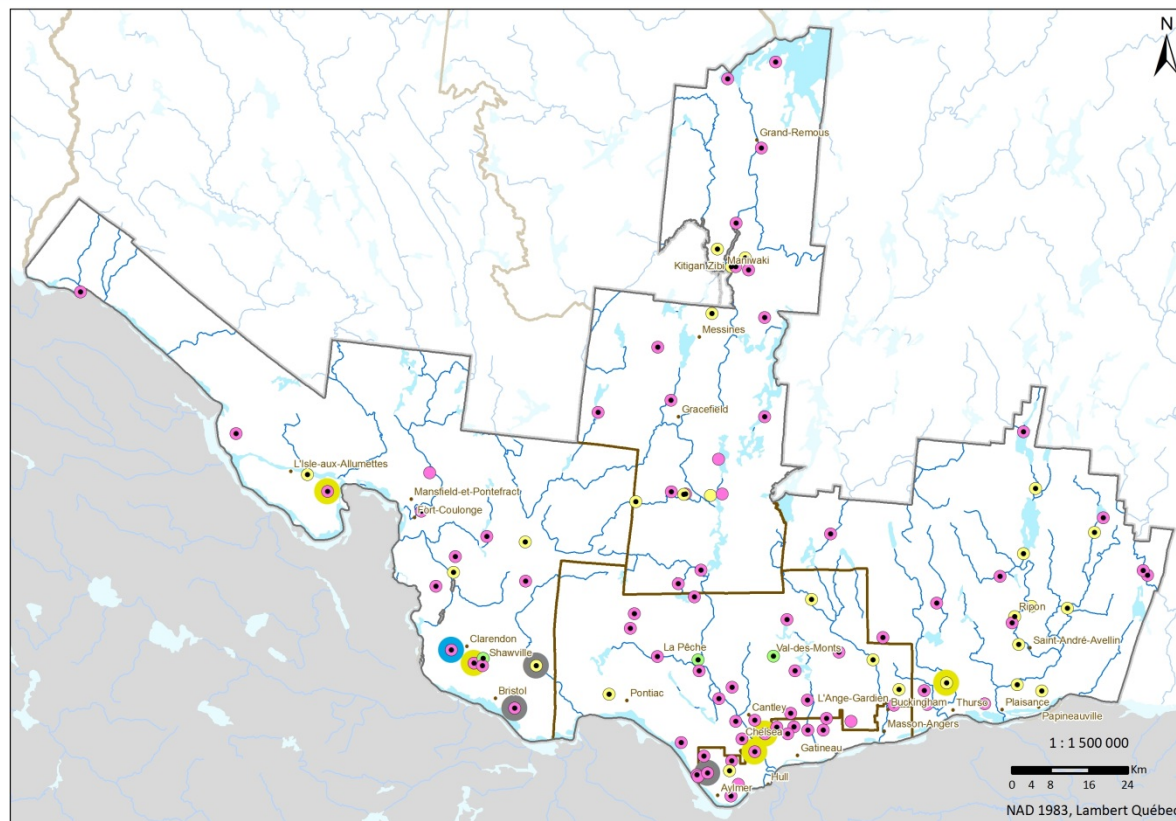 N
Grand-Remous
Kitigan Zibi
Maniwaki
Messines
Gracefield
L'Isle-aux-Allumettes
Mansfield-et-Pontefract
Fort-Coulonge
Ripon
Clarendon
Saint-André-Avellin
Shawville
La Pêche
Val-des-Monts
Bristol
Pontiac
L'Ange-Gardien
Buckingham
Thurso
Plaisance
Papineauville
Cantley
Chelsea
Masson-Angers
Gatineau
Hull
Aylmer
1 : 1 500 000
Km
0 4 8 16 24
NAD 1983, Lambert Québec